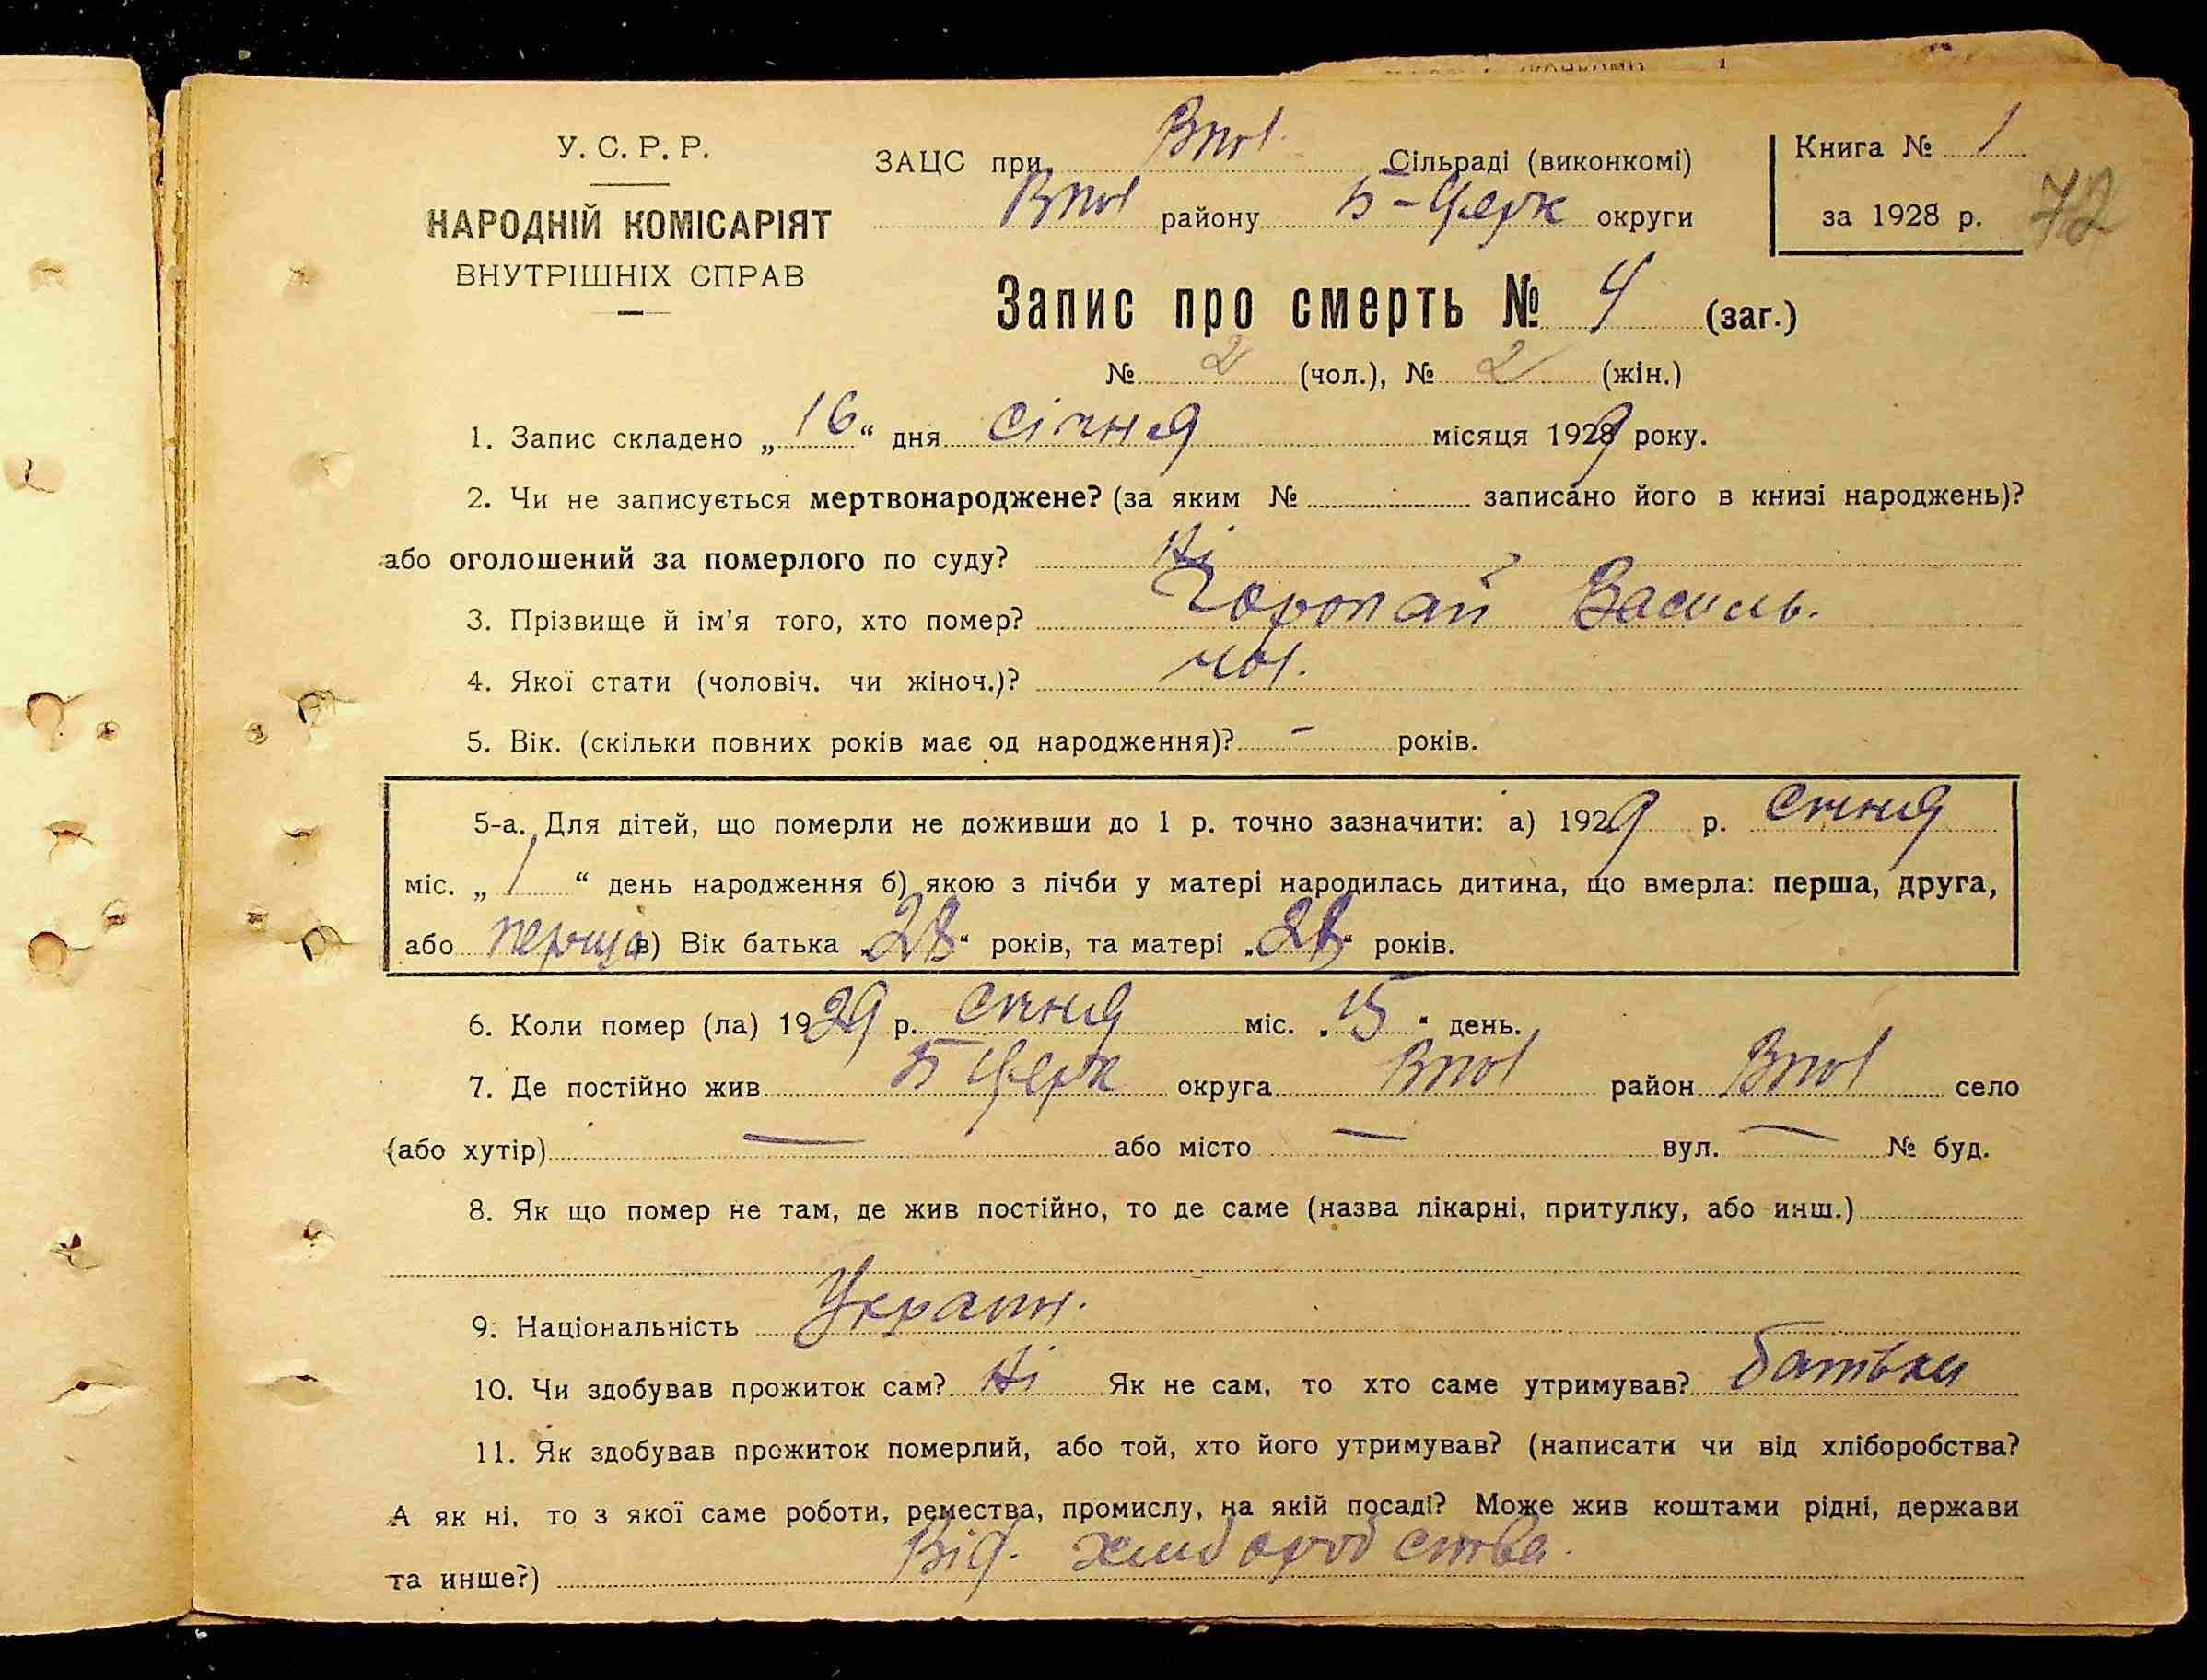 У. С. Р. Р.
НАРОДНІЙ КОМІСАРІЯТ
ВНУТРІШНІХ СПРАВ
ЗАЦС при Впол. Сільраді (виконкомі)
Впол району Б-Церк округи
Книга № 1
за 1928 р.
72
Запис про смерть № 4 (заг.)
№ 2 (чол.), № 2 (жін.)
1. Запис складено „16“ дня січня місяця 1929 року.
2. Чи не записується мертвонароджене? (за яким № записано його в книзі народжень)?
або оголошений за померлого по суду? Ні
3. Прізвище й ім'я того, хто помер? Горопай Василь.
4. Якої стати (чоловіч. чи жіноч.)? чол.
5. Вік. (скільки повних років має од народження)? - років.
5-а. Для дітей, що померли не доживши до 1 р. точно зазначити: а) 1929 р. січня
міс. „1“ день народження б) якою з лічби у матері народилась дитина, що вмерла: перша, друга,
або перша в) Вік батька „28“ років, та матері „28“ років.
6. Коли помер (ла) 1929 р. січня міс. „15“ день.
7. Де постійно жив Б Церк округа Впол район Впол село
(або хутір) — або місто — вул. — № буд.
8. Як що помер не там, де жив постійно, то де саме (назва лікарні, притулку, або инш.)
9. Національність Україн.
10. Чи здобував прожиток сам? Ні Як не сам, то хто саме утримував? батьки
11. Як здобував прожиток померлий, або той, хто його утримував? (написати чи від хліборобства?
А як ні, то з якої саме роботи, ремества, промислу, на якій посаді? Може жив коштами рідні, держави
та инше?) Від. хліборобства.